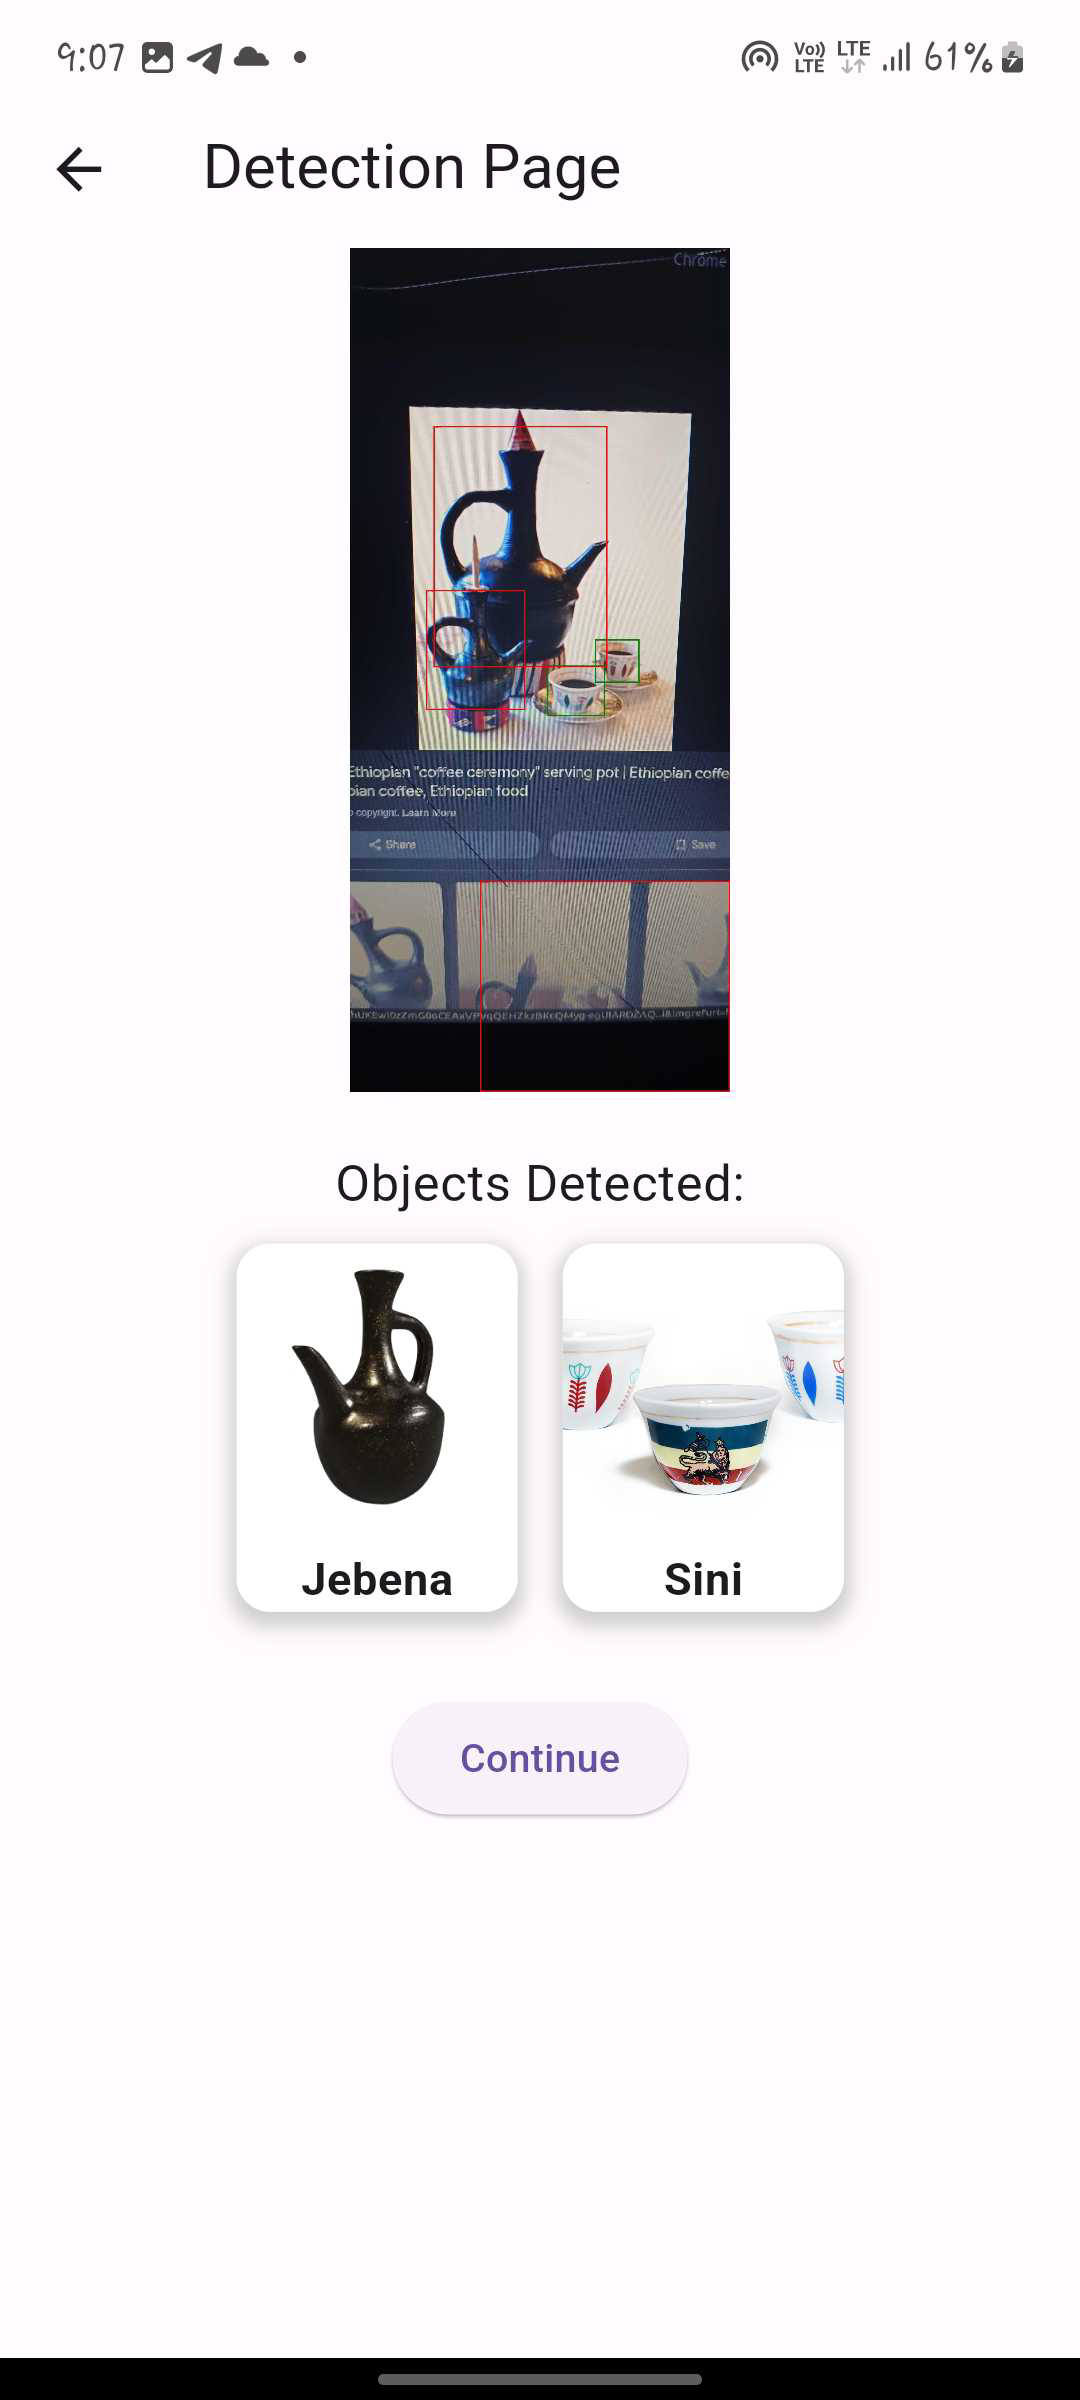 9:07 Vo)) LTE LTE 61%
Detection Page
Chrome
Ethiopian "coffee ceremony" serving pot | Ethiopian coffe
pian coffee, Ethiopian food
copyright. Learn More
Share
Save
Objects Detected:
Jebena
Sini
Continue